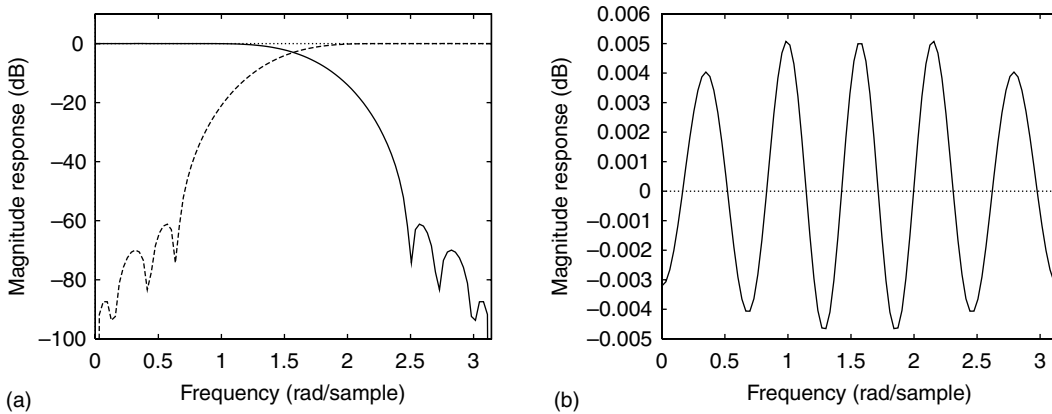 0
−20
−40
−60
−80
−100
0 0.5 1 1.5 2 2.5 3
Magnitude response (dB)
Frequency (rad/sample)
(a)
0.006
0.005
0.004
0.003
0.002
0.001
0
−0.001
−0.002
−0.003
−0.004
−0.005
0 0.5 1 1.5 2 2.5 3
Magnitude response (dB)
Frequency (rad/sample)
(b)